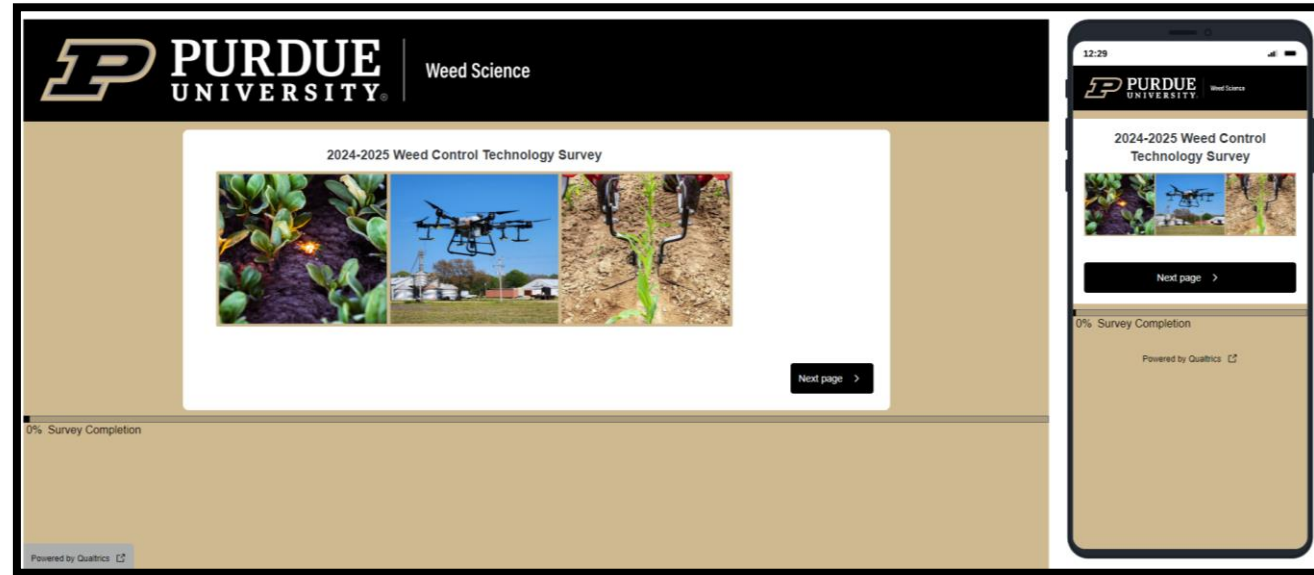 PURDUE
UNIVERSITY®
Weed Science
2024-2025 Weed Control Technology Survey
Next page >
0% Survey Completion
Powered by Qualtrics
12:29
PURDUE
UNIVERSITY.
Weed Science
2024-2025 Weed Control
Technology Survey
Next page >
0% Survey Completion
Powered by Qualtrics